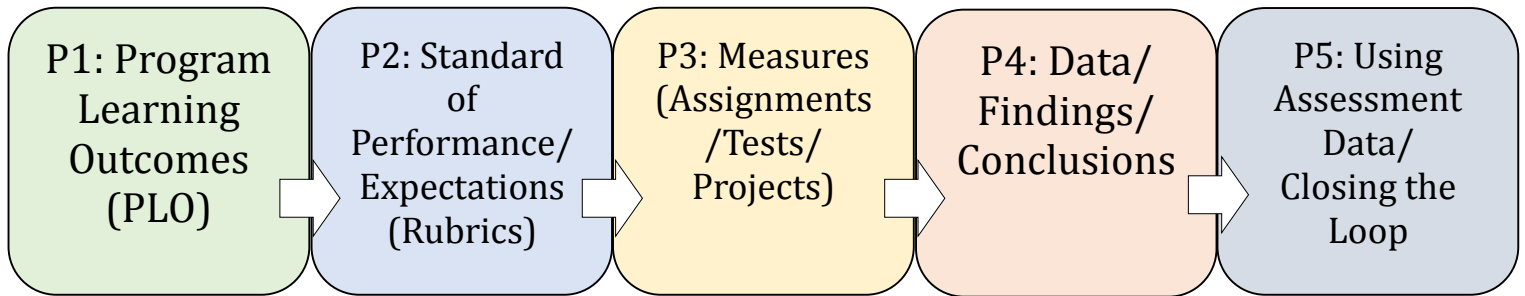 P1: Program
Learning
Outcomes
(PLO)
P2: Standard
of
Performance/
Expectations
(Rubrics)
P3: Measures
(Assignments
/Tests/
Projects)
P4: Data/
Findings/
Conclusions
P5: Using
Assessment
Data/
Closing the
Loop